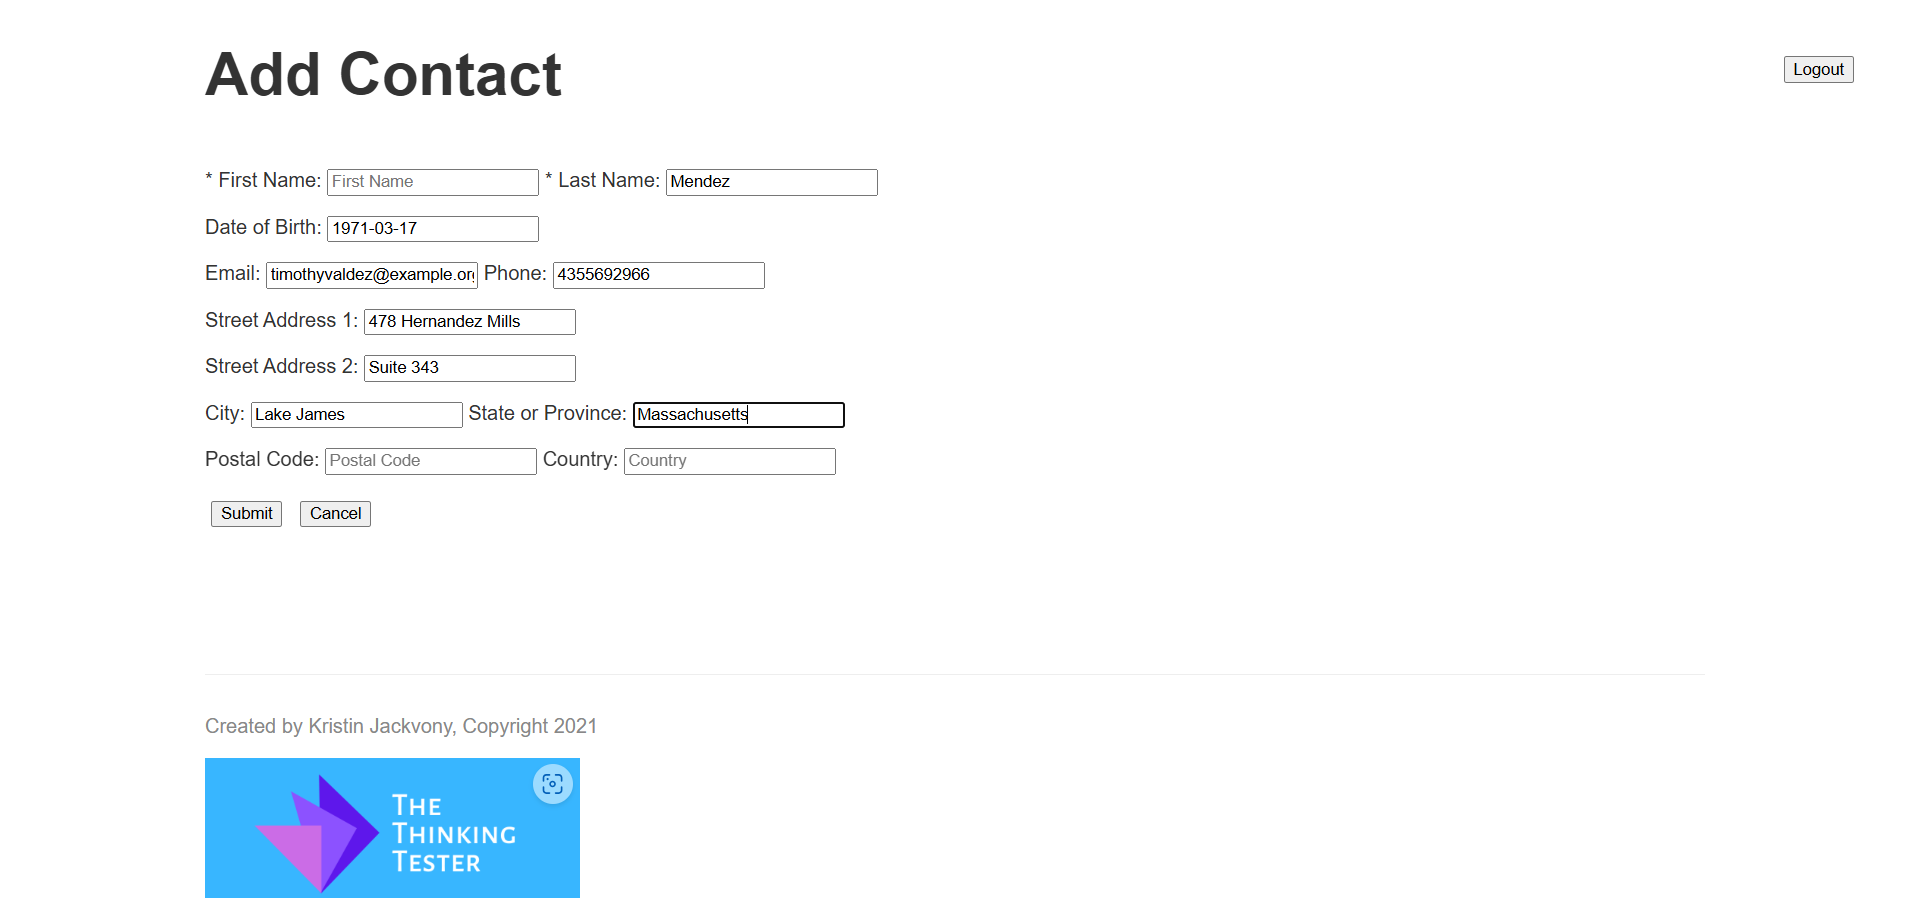 Add Contact
Logout
* First Name: First Name * Last Name: Mendez
Date of Birth: 1971-03-17
Email: timothyvaldez@example.org Phone: 4355692966
Street Address 1: 478 Hernandez Mills
Street Address 2: Suite 343
City: Lake James State or Province: Massachusetts
Postal Code: Postal Code Country: Country
Submit Cancel
Created by Kristin Jackvony, Copyright 2021
THE
THINKING
TESTER